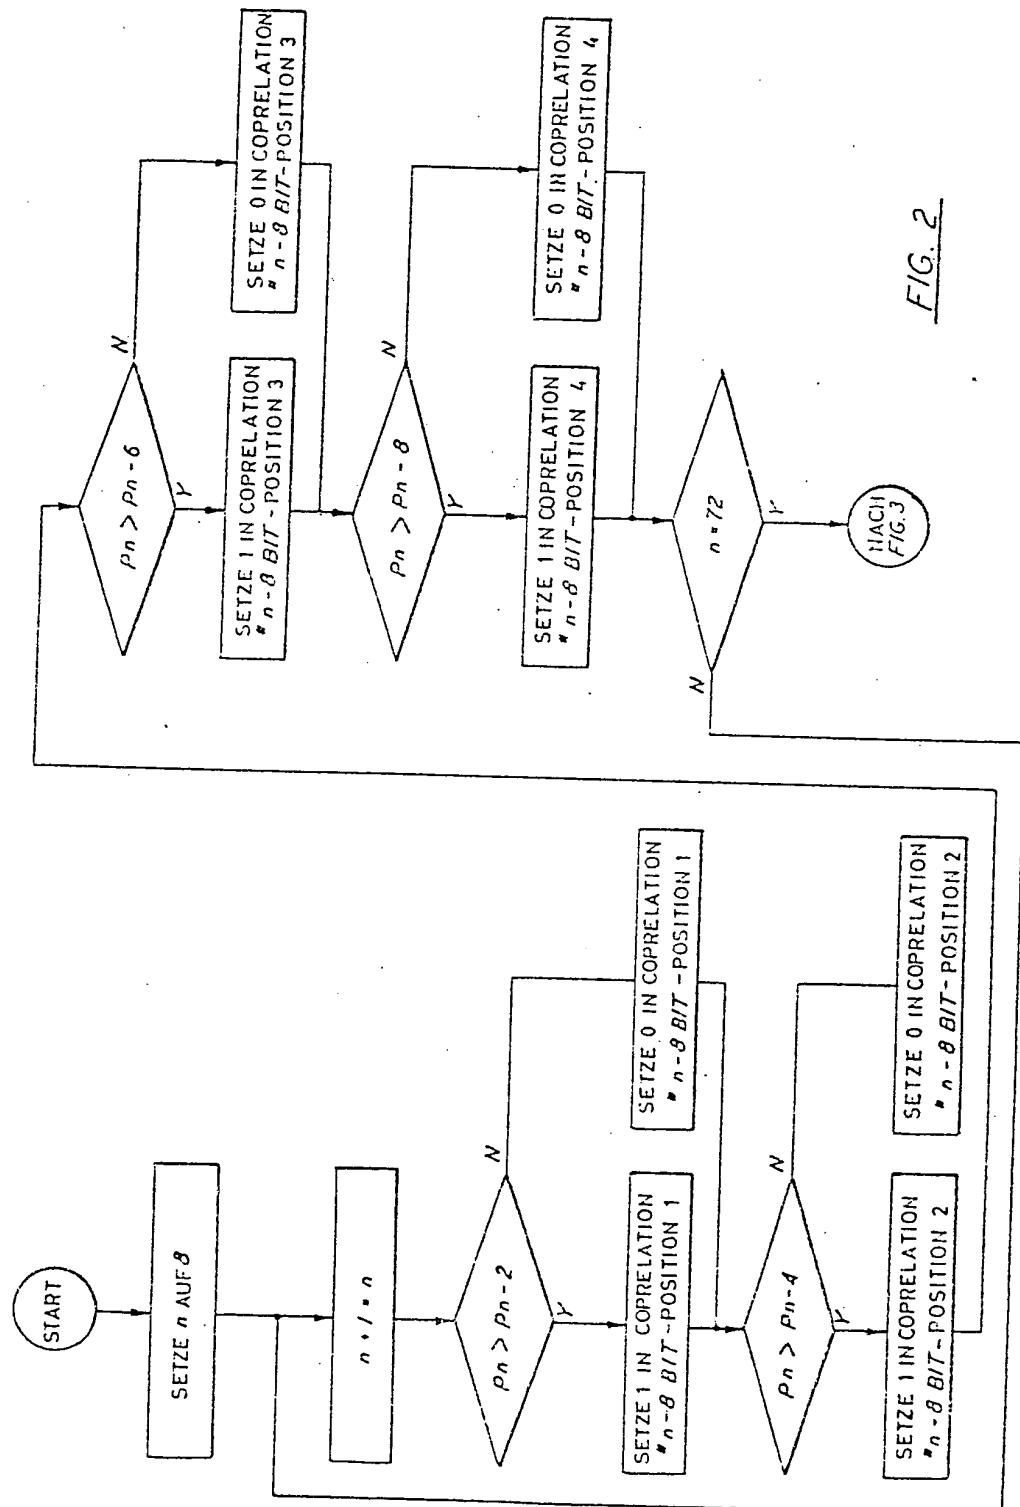 START
SETZE n AUF 8
n + 1 = n
Pn > Pn-2
N
Y
SETZE 1 IN COPRELATION
# n-8 BIT-POSITION 1
SETZE 0 IN COPRELATION
# n-8 BIT-POSITION 1
Pn > Pn-4
N
Y
SETZE 1 IN COPRELATION
# n-8 BIT-POSITION 2
SETZE 0 IN COPRELATION
# n-8 BIT-POSITION 2
Pn > Pn-6
N
Y
SETZE 1 IN COPRELATION
# n-8 BIT-POSITION 3
SETZE 0 IN COPRELATION
# n-8 BIT-POSITION 3
Pn > Pn-8
N
Y
SETZE 1 IN COPRELATION
# n-8 BIT-POSITION 4
SETZE 0 IN COPRELATION
# n-8 BIT-POSITION 4
n = 72
N
Y
NACH
FIG.3
FIG. 2